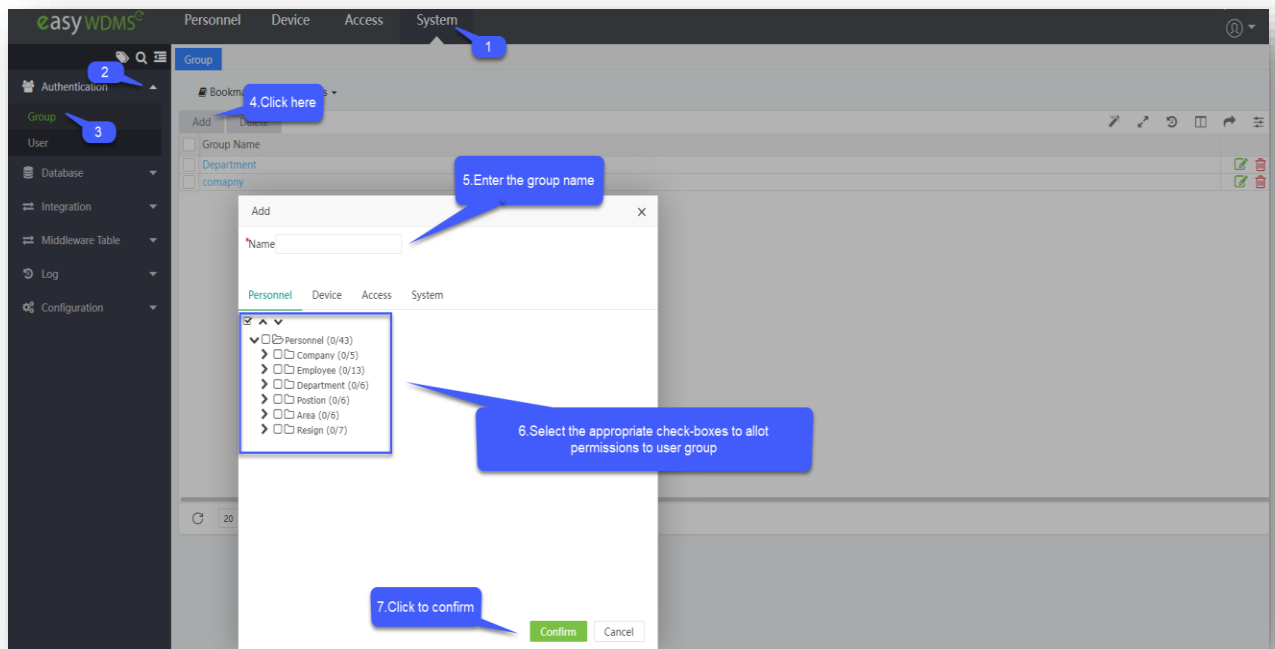 easy WDMS
Personnel
Device
Access
System
1
Group
2
Authentication
Group
3
User
Database
Integration
Middleware Table
Log
Configuration
4.Click here
Add
Group Name
Department
comapny
5.Enter the group name
Add
*Name
Personnel
Device
Access
System
Personnel (0/43)
Company (0/5)
Employee (0/13)
Department (0/6)
Postion (0/6)
Area (0/6)
Resign (0/7)
6.Select the appropriate check-boxes to allot
permissions to user group
20
7.Click to confirm
Confirm
Cancel